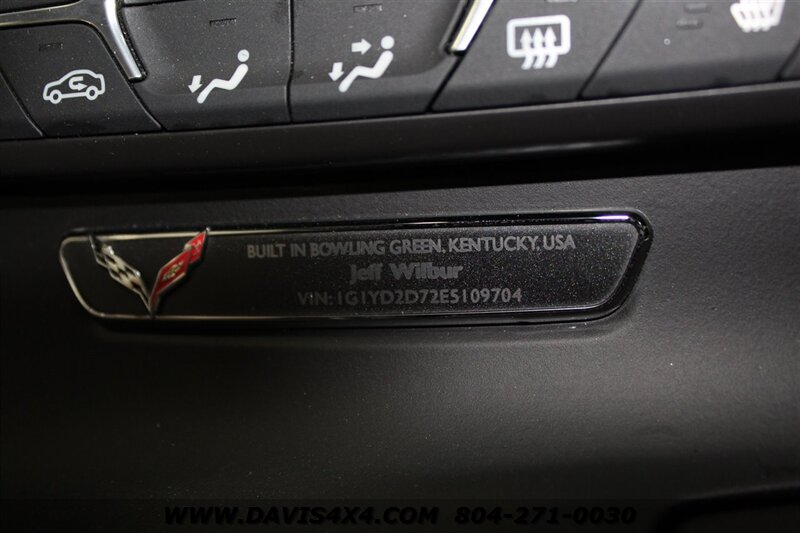 BUILT IN BOWLING GREEN, KENTUCKY, USA
Jeff Wilbur
VIN: 1G1YD2D72E5109704
WWW.DAVIS4X4.COM 804-271-0030